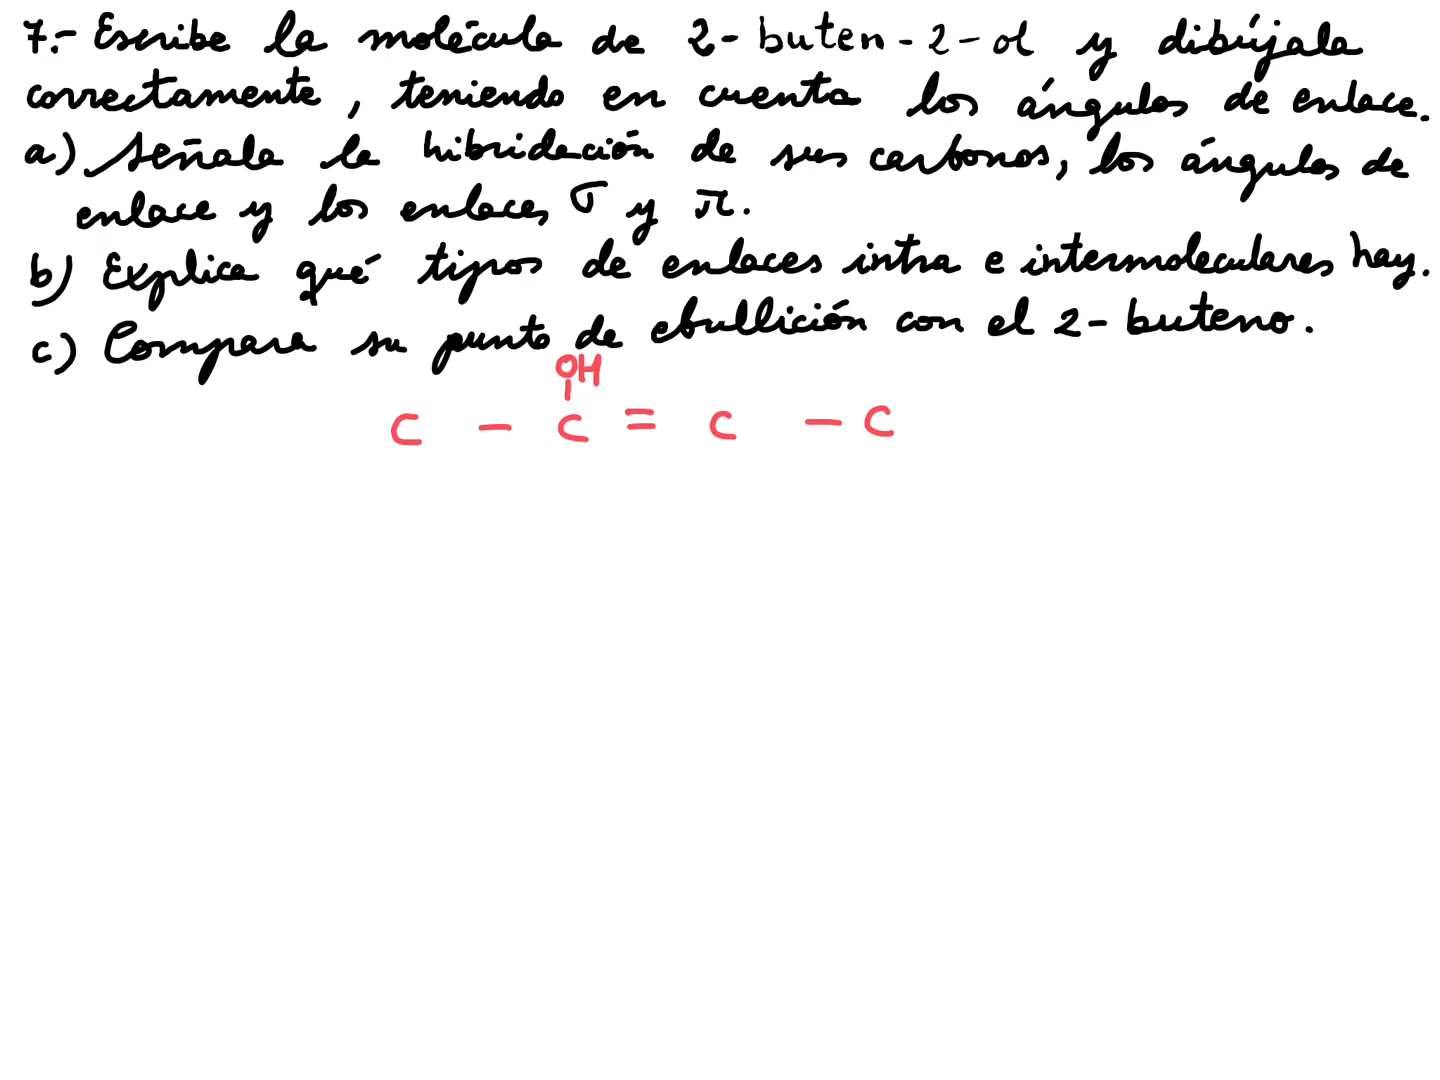 7.- Escribe la molécula de 2-buten-2-ol y dibújala
correctamente, teniendo en cuenta los ángulos de enlace.
a) Señala la hibridación de sus carbonos, los ángulos de
enlace y los enlaces σ y π.
b) Explica qué tipos de enlaces intra e intermoleculares hay.
c) Compara su punto de ebullición con el 2-buteno.
OH
C - C = C - C